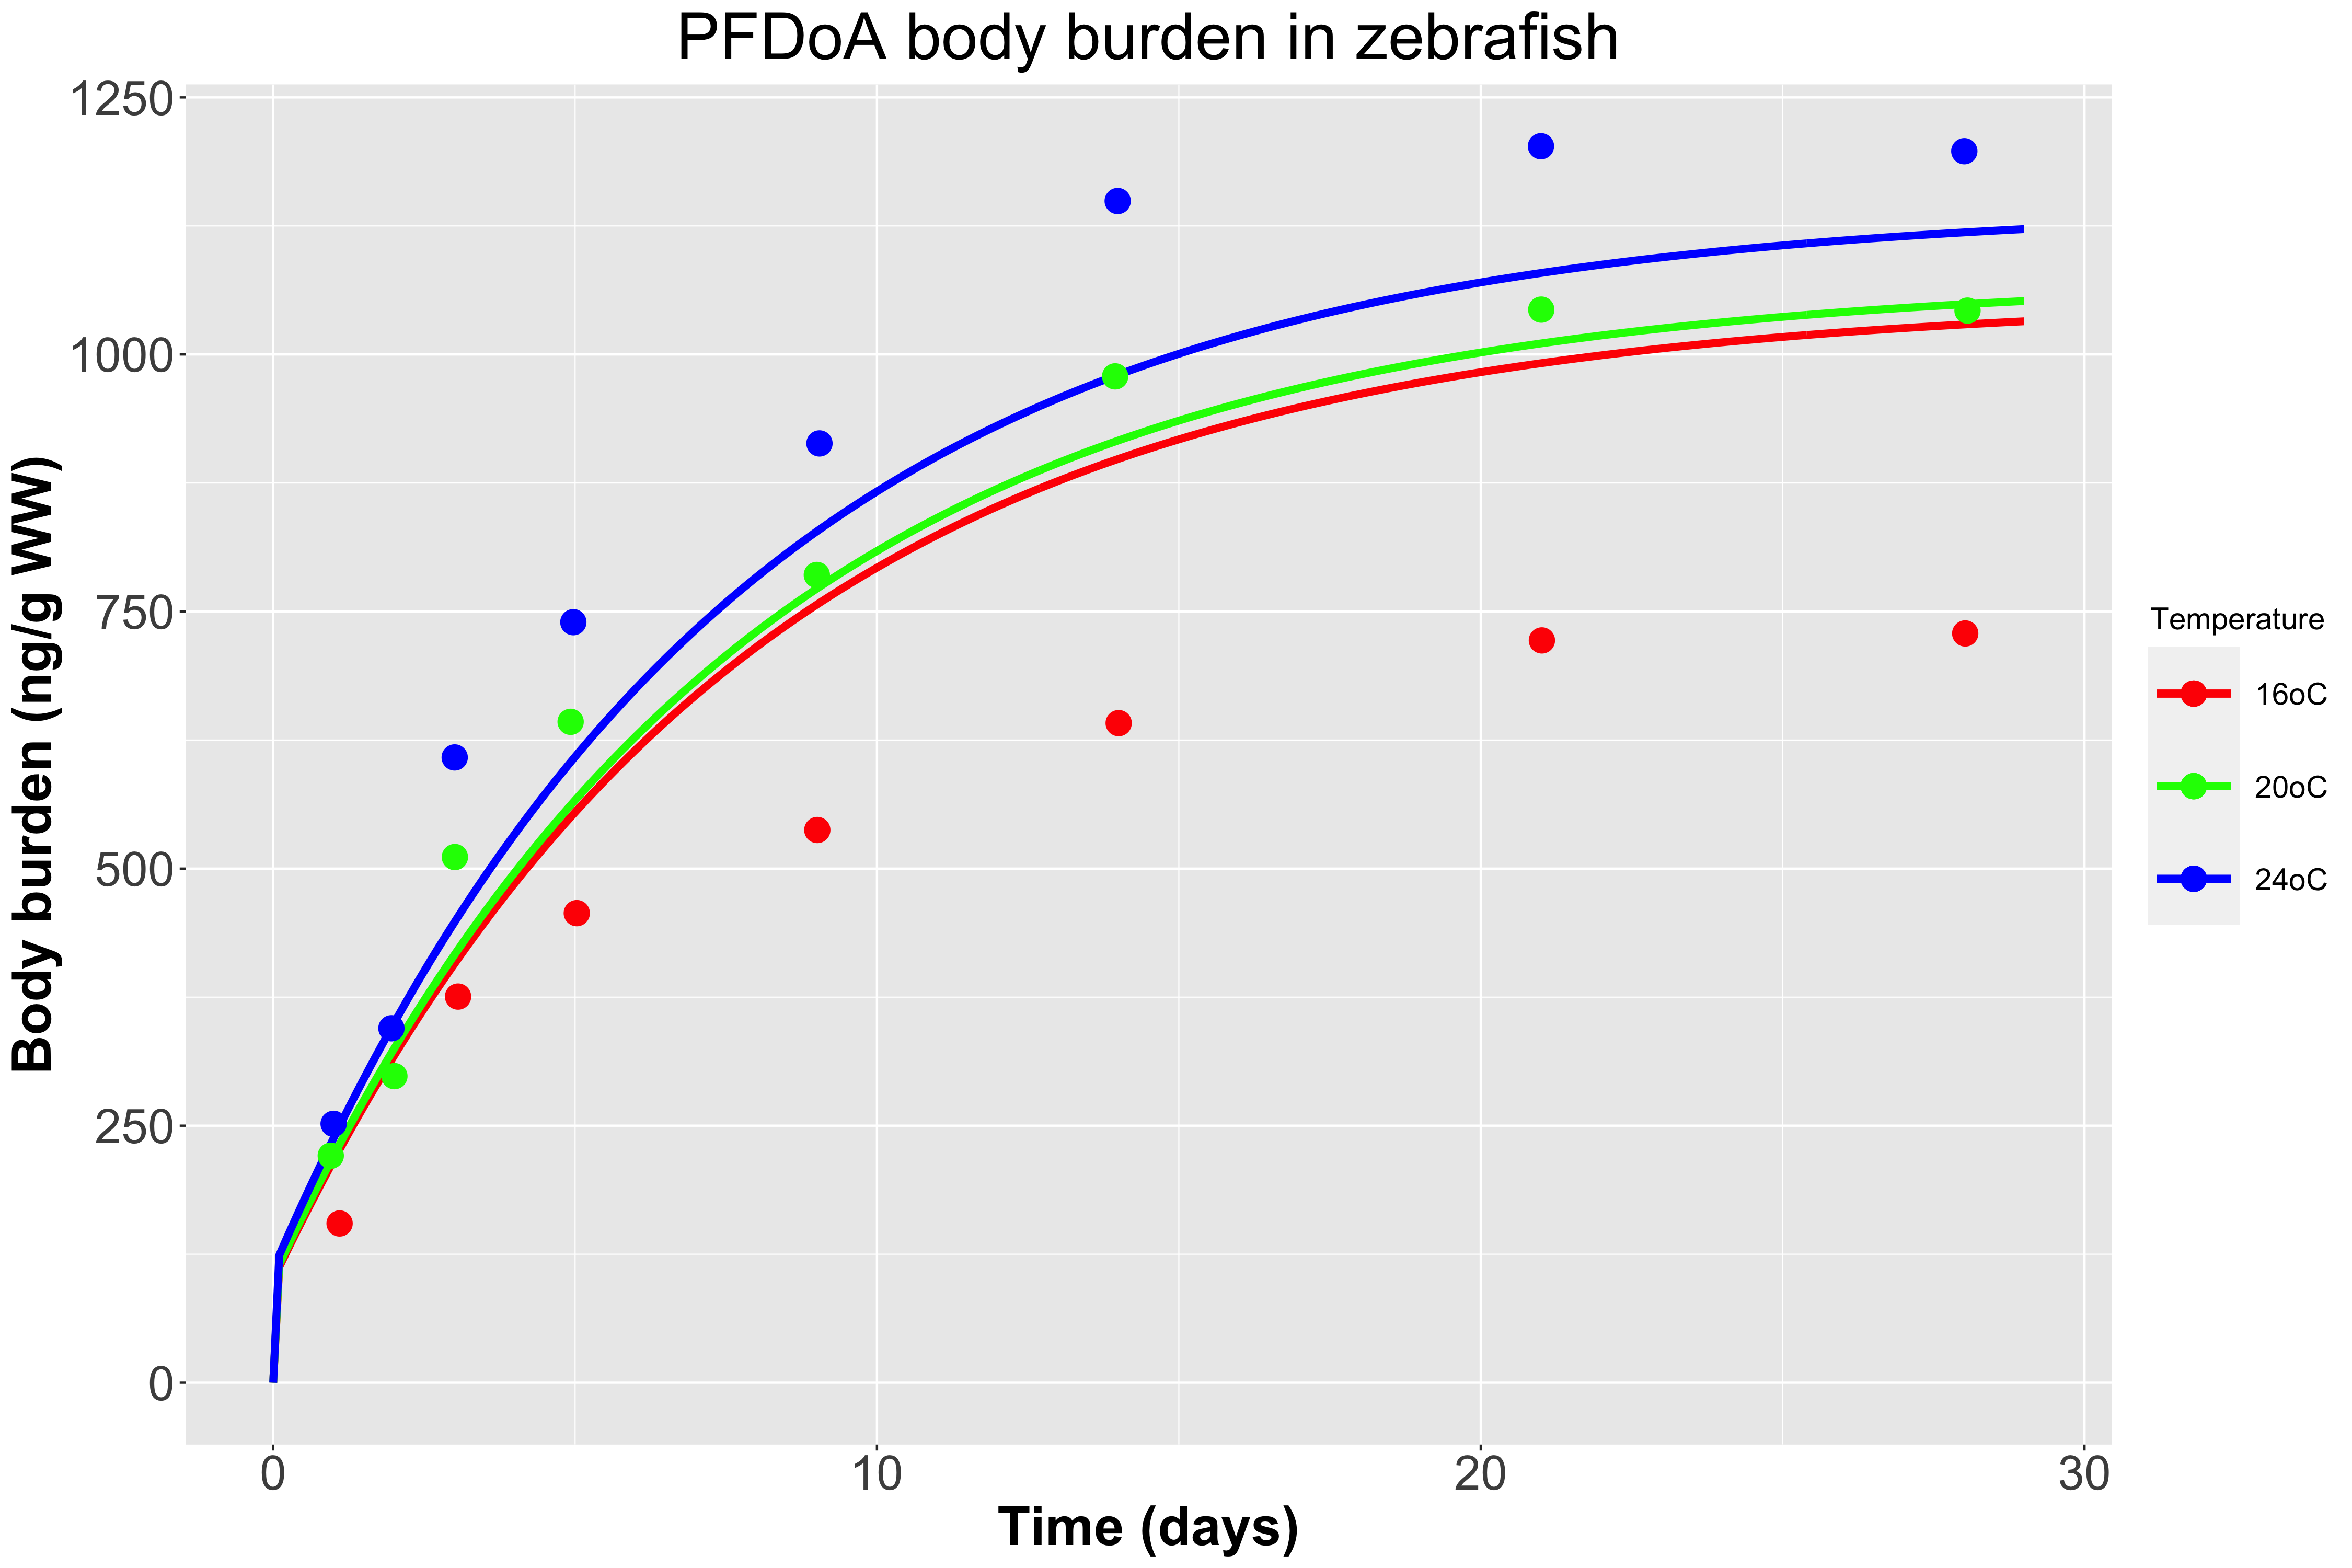 PFDoA body burden in zebrafish
Body burden (ng/g WW)
1250
1000
750
500
250
0
0
10
20
30
Time (days)
Temperature
16oC
20oC
24oC